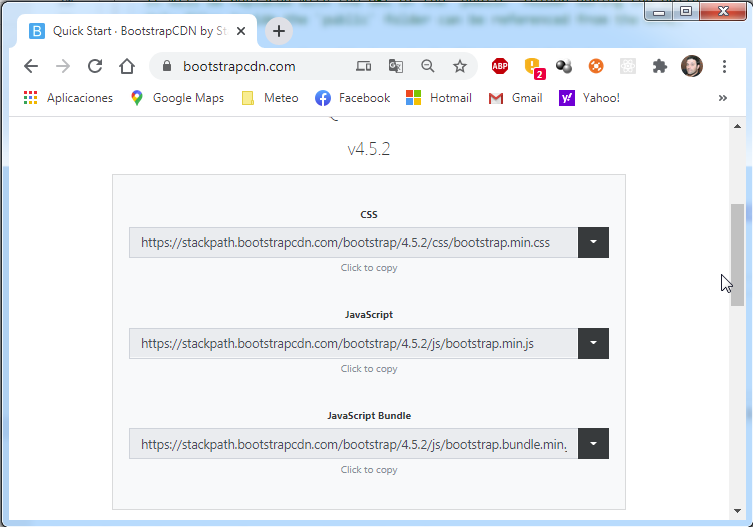 Quick Start · BootstrapCDN by St
bootstrapcdn.com
ABP
2
Aplicaciones
Google Maps
Meteo
Facebook
Hotmail
Gmail
Yahoo!
v4.5.2
CSS
https://stackpath.bootstrapcdn.com/bootstrap/4.5.2/css/bootstrap.min.css
Click to copy
JavaScript
https://stackpath.bootstrapcdn.com/bootstrap/4.5.2/js/bootstrap.min.js
Click to copy
JavaScript Bundle
https://stackpath.bootstrapcdn.com/bootstrap/4.5.2/js/bootstrap.bundle.min.
Click to copy